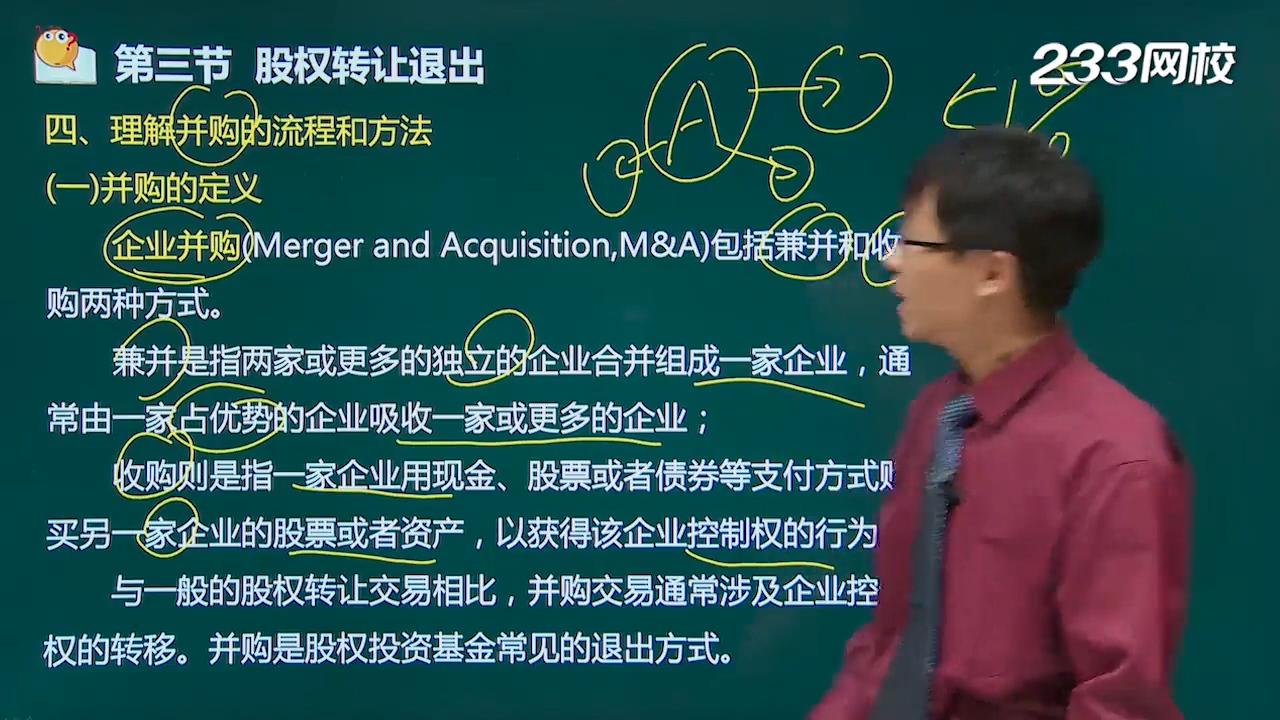 第三节 股权转让退出
233网校
四、理解并购的流程和方法
(一)并购的定义
企业并购(Merger and Acquisition,M&A)包括兼并和收
购两种方式。
兼并是指两家或更多的独立的企业合并组成一家企业，通
常由一家占优势的企业吸收一家或更多的企业；
收购则是指一家企业用现金、股票或者债券等支付方式购
买另一家企业的股票或者资产，以获得该企业控制权的行为
与一般的股权转让交易相比，并购交易通常涉及企业控
权的转移。并购是股权投资基金常见的退出方式。
A